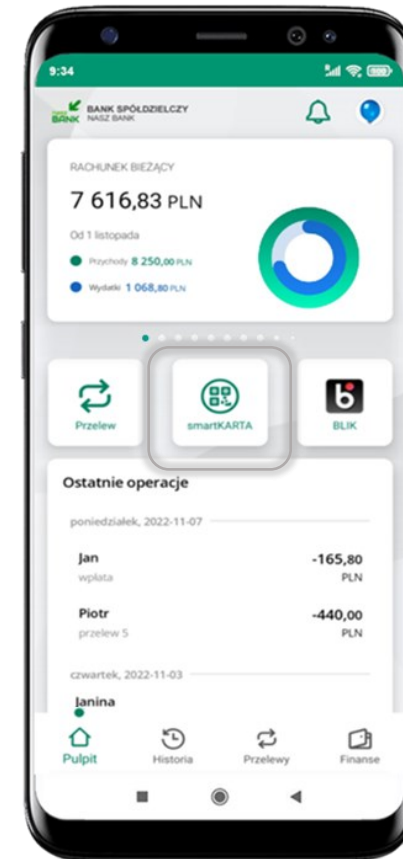 9:34
BANK SPÓŁDZIELCZY
BANK NASZ BANK
RACHUNEK BIEŻĄCY
7 616,83 PLN
Od 1 listopada
Przychody 8 250,00 PLN
Wydatki 1 068,80 PLN
Przelew smartKARTA BLIK
Ostatnie operacje
poniedziałek, 2022-11-07
Jan -165,80
wpłata PLN
Piotr -440,00
przelew 5 PLN
czwartek, 2022-11-03
Janina
Pulpit Historia Przelewy Finanse